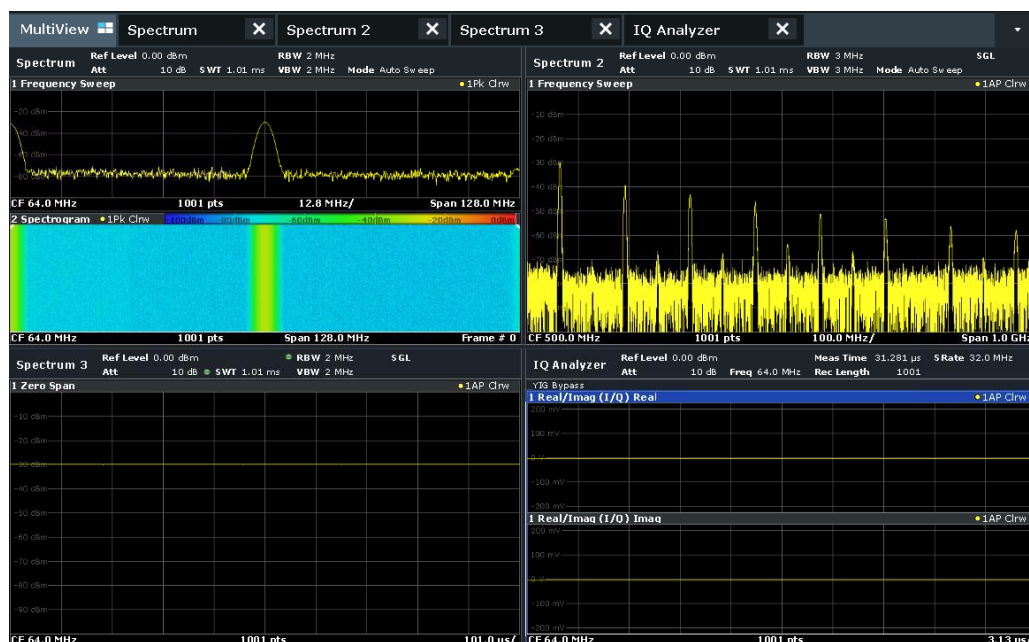 MultiView Spectrum X Spectrum 2 X Spectrum 3 X IQ Analyzer X
Spectrum Ref Level 0.00 dBm RBW 2 MHz
Att 10 dB SWT 1.01 ms VBW 2 MHz Mode Auto Sweep
1 Frequency Sweep 1Pk Clrw
-20 dBm
-80 dBm
CF 64.0 MHz 1001 pts 12.8 MHz/ Span 128.0 MHz
2 Spectrogram 1Pk Clrw -100dBm -80dBm -60dBm -40dBm -20dBm 0dBm
CF 64.0 MHz 1001 pts Span 128.0 MHz Frame # 0
Spectrum 2 Ref Level 0.00 dBm RBW 3 MHz SGL
Att 10 dB SWT 1.01 ms VBW 3 MHz Mode Auto Sweep
1 Frequency Sweep 1AP Clrw
-10 dBm
-20 dBm
-30 dBm
-40 dBm
-50 dBm
-60 dBm
-70 dBm
CF 500.0 MHz 1001 pts 100.0 MHz/ Span 1.0 GHz
Spectrum 3 Ref Level 0.00 dBm RBW 2 MHz SGL
Att 10 dB SWT 1.01 ms VBW 2 MHz
1 Zero Span 1AP Clrw
-10 dBm
-20 dBm
-30 dBm
-40 dBm
-50 dBm
-60 dBm
-70 dBm
-80 dBm
-90 dBm
CF 64.0 MHz 1001 pts 101.0 µs/
IQ Analyzer Ref Level 0.00 dBm Meas Time 31.281 µs SRate 32.0 MHz
Att 10 dB Freq 64.0 MHz Rec Length 1001
YIG Bypass
1 Real/Imag (I/Q) Real 1AP Clrw
200 mV
100 mV
0 V
-100 mV
-200 mV
1 Real/Imag (I/Q) Imag 1AP Clrw
200 mV
100 mV
0 V
-100 mV
-200 mV
CF 64.0 MHz 1001 pts 3.13 µs/